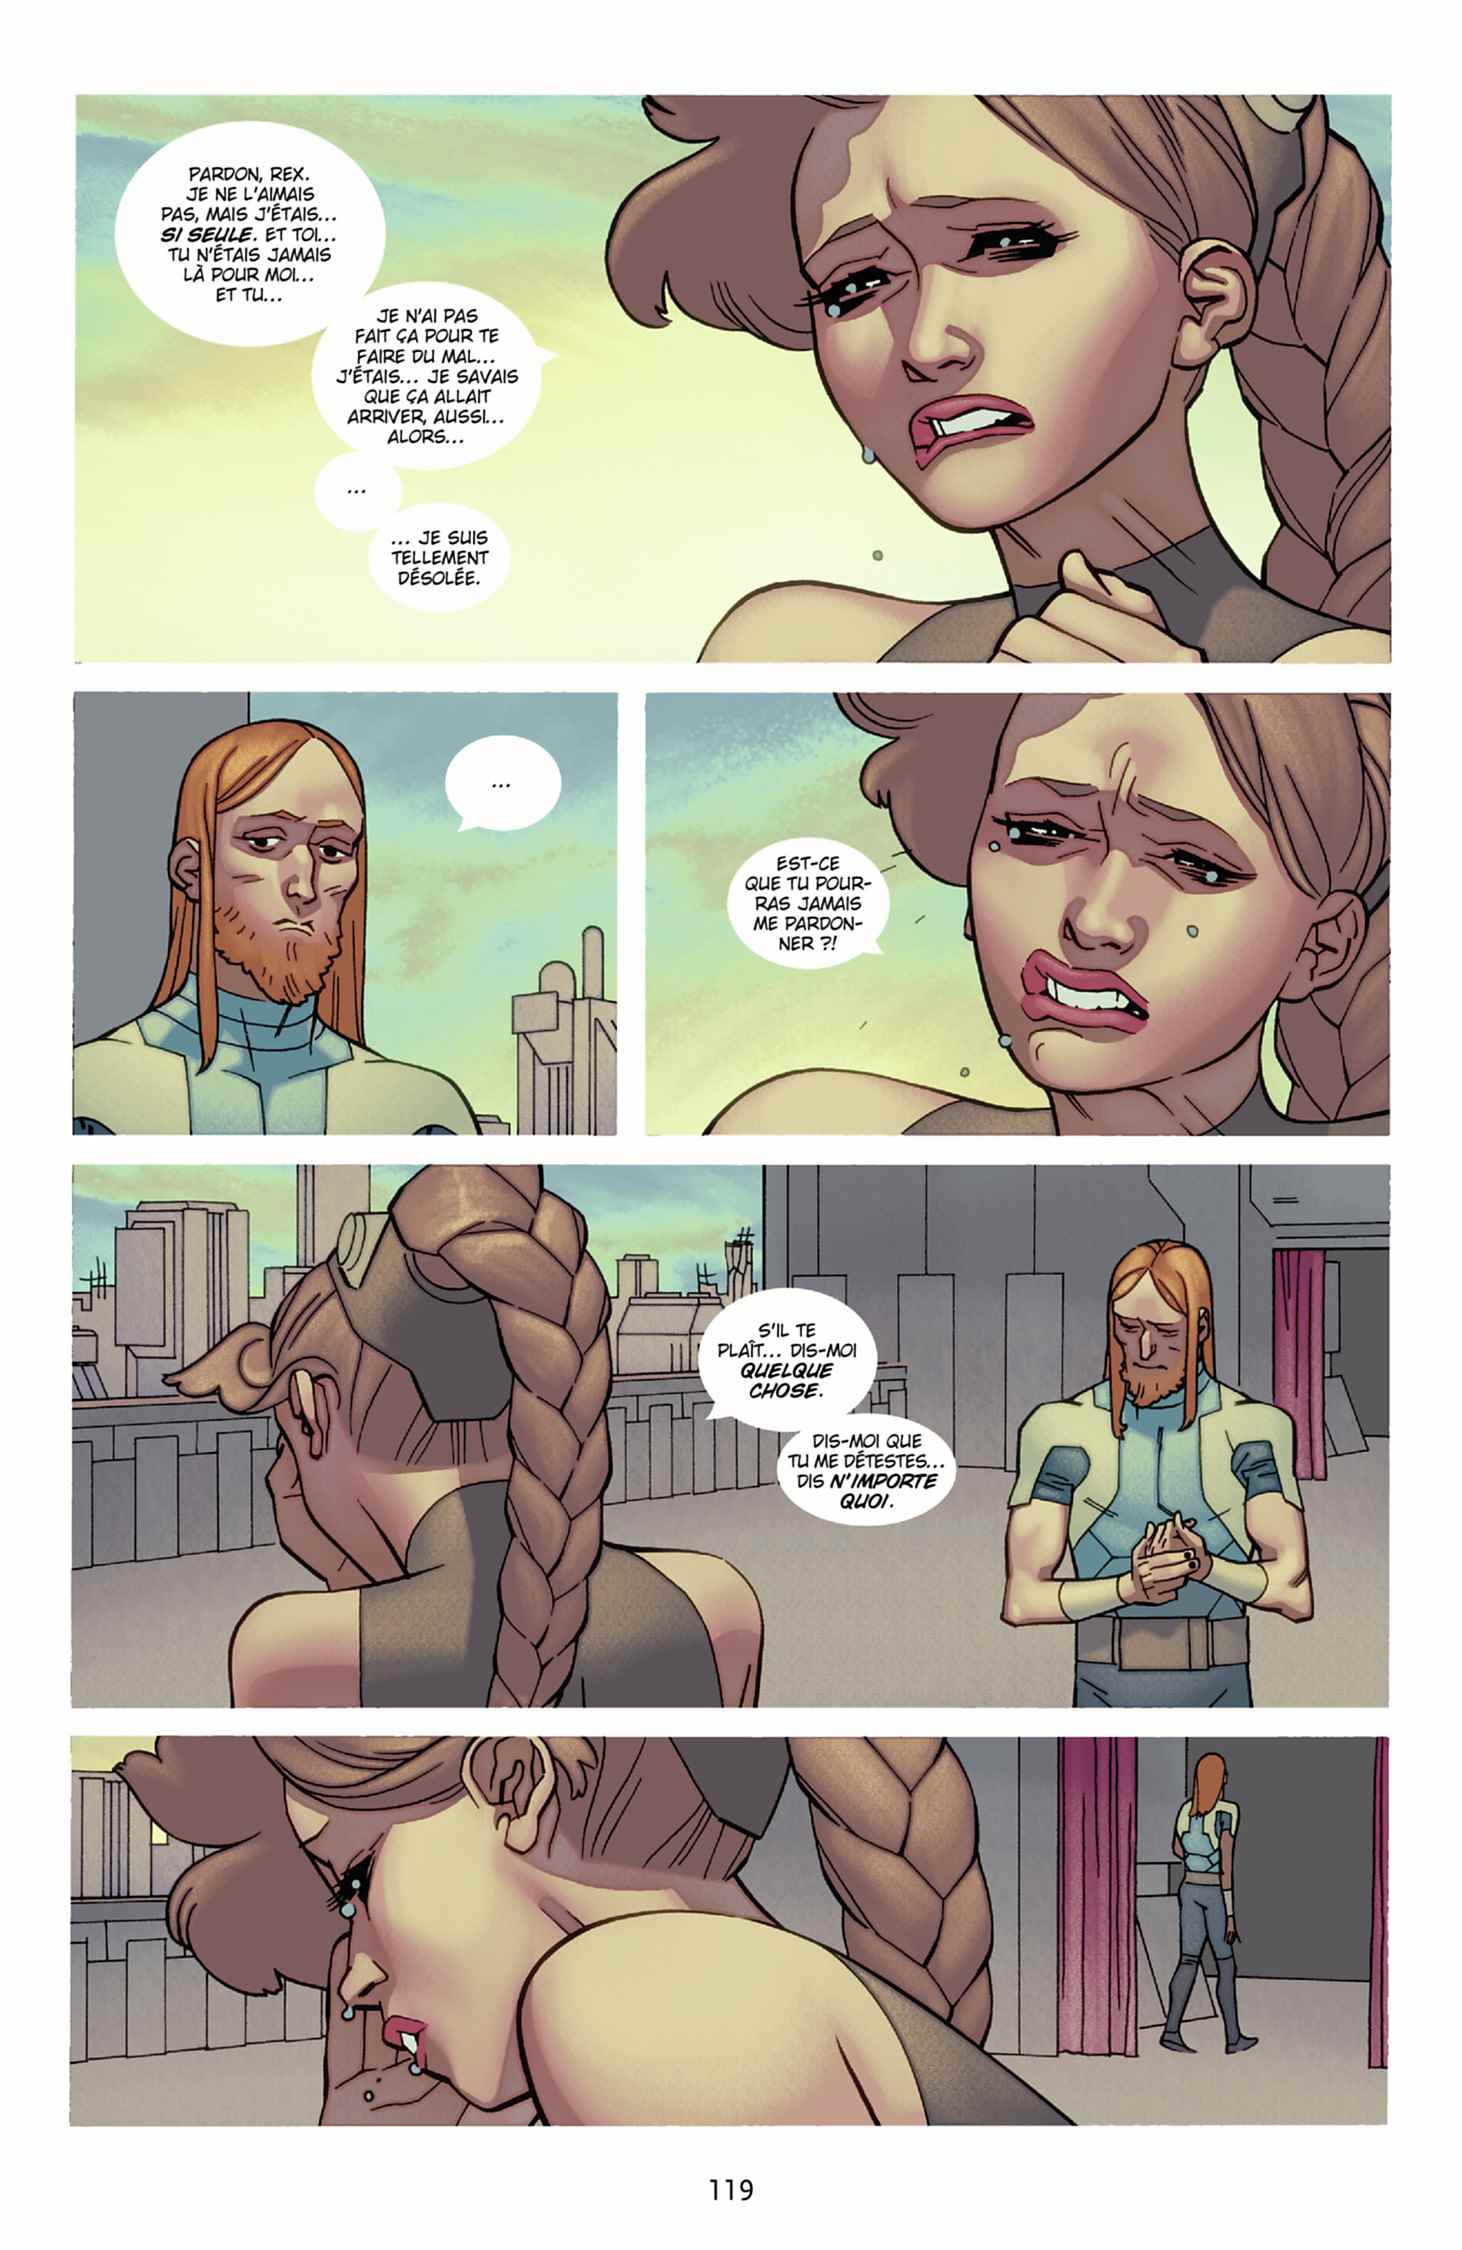 PARDON, REX.
JE NE L'AIMAIS
PAS, MAIS J'ÉTAIS...
SI SEULE. ET TOI...
TU N'ÉTAIS JAMAIS
LÀ POUR MOI...
ET TU...
JE N'AI PAS
FAIT ÇA POUR TE
FAIRE DU MAL...
J'ÉTAIS... JE SAVAIS
QUE ÇA ALLAIT
ARRIVER, AUSSI...
ALORS...
...
... JE SUIS
TELLEMENT
DÉSOLÉE.
...
EST-CE
QUE TU POUR-
RAS JAMAIS
ME PARDON-
NER ?!
S'IL TE
PLAÎT... DIS-MOI
QUELQUE
CHOSE.
DIS-MOI QUE
TU ME DÉTESTES...
DIS N'IMPORTE
QUOI.
119